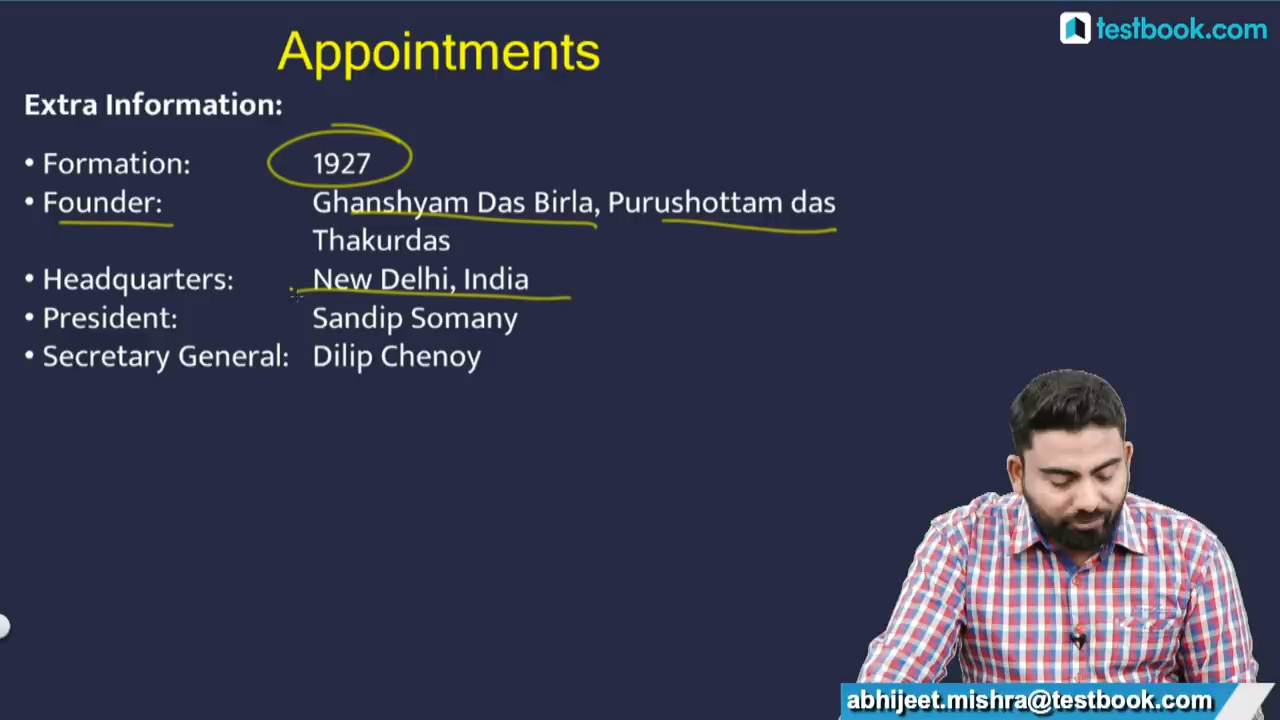 testbook.com
Appointments
Extra Information:
• Formation: 1927
• Founder: Ghanshyam Das Birla, Purushottam das
Thakurdas
• Headquarters: New Delhi, India
• President: Sandip Somany
• Secretary General: Dilip Chenoy
abhijeet.mishra@testbook.com